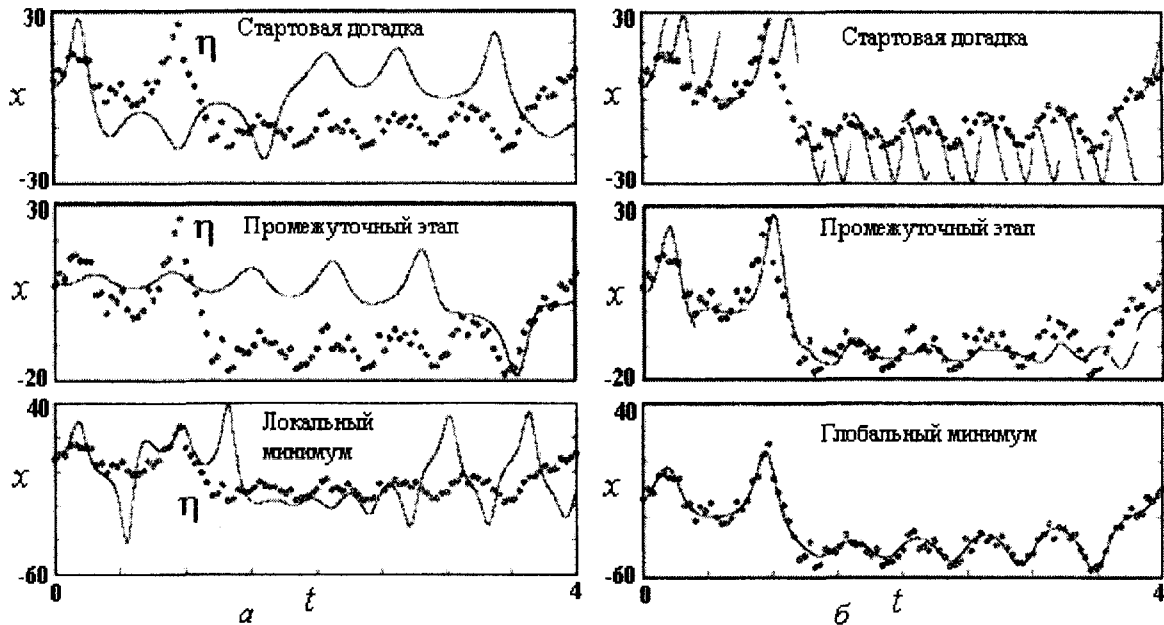 30
Стартовая догадка
η
x
-30
30
η
Промежуточный этап
x
-20
40
Локальный
минимум
x
η
-60
0
t
4
а
30
Стартовая догадка
x
-30
30
Промежуточный этап
x
-20
40
Глобальный минимум
x
-60
0
t
4
б